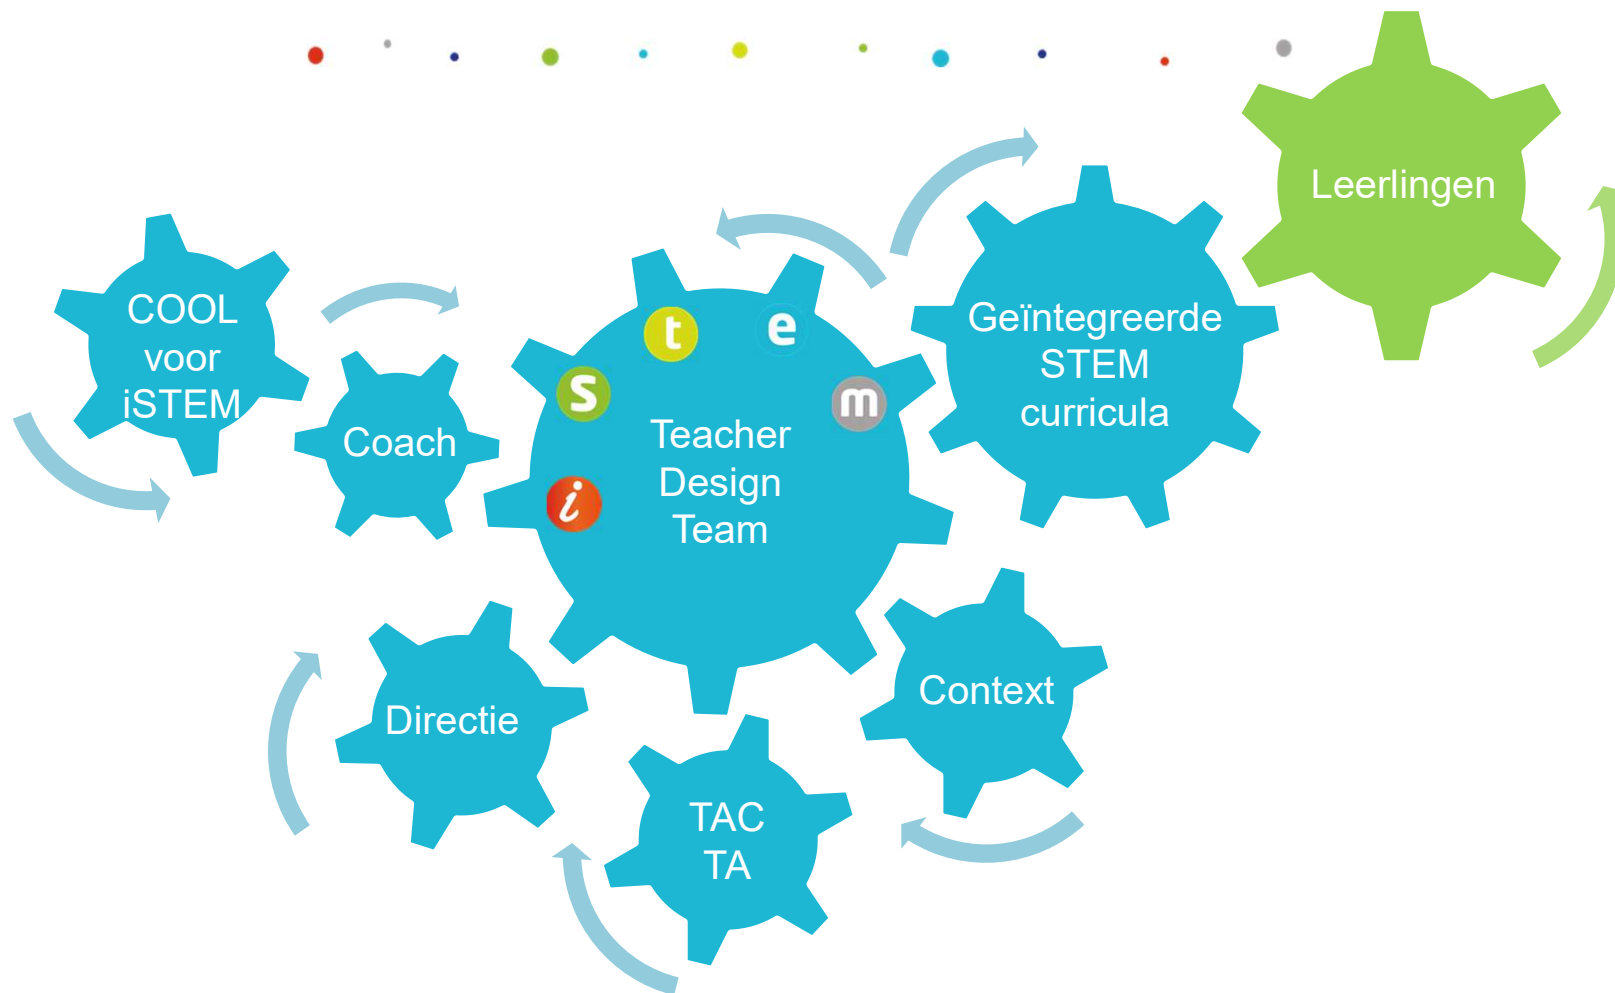 COOL
voor
iSTEM
Coach
i
s
t
e
m
Teacher
Design
Team
Geïntegreerde
STEM
curricula
Leerlingen
Directie
TAC
TA
Context